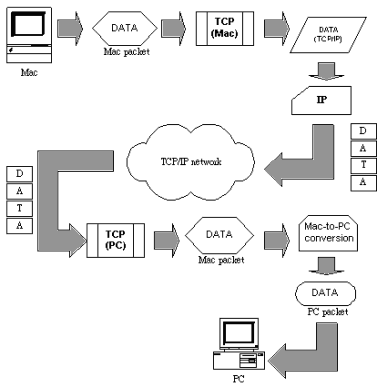 DATA
TCP
(Mac)
DATA
(TCP/IP)
Mac
Mac packet
IP
D
A
T
A
TCP/IP network
D
A
T
A
TCP
(PC)
DATA
Mac packet
Mac-to-PC
conversion
DATA
PC packet
PC